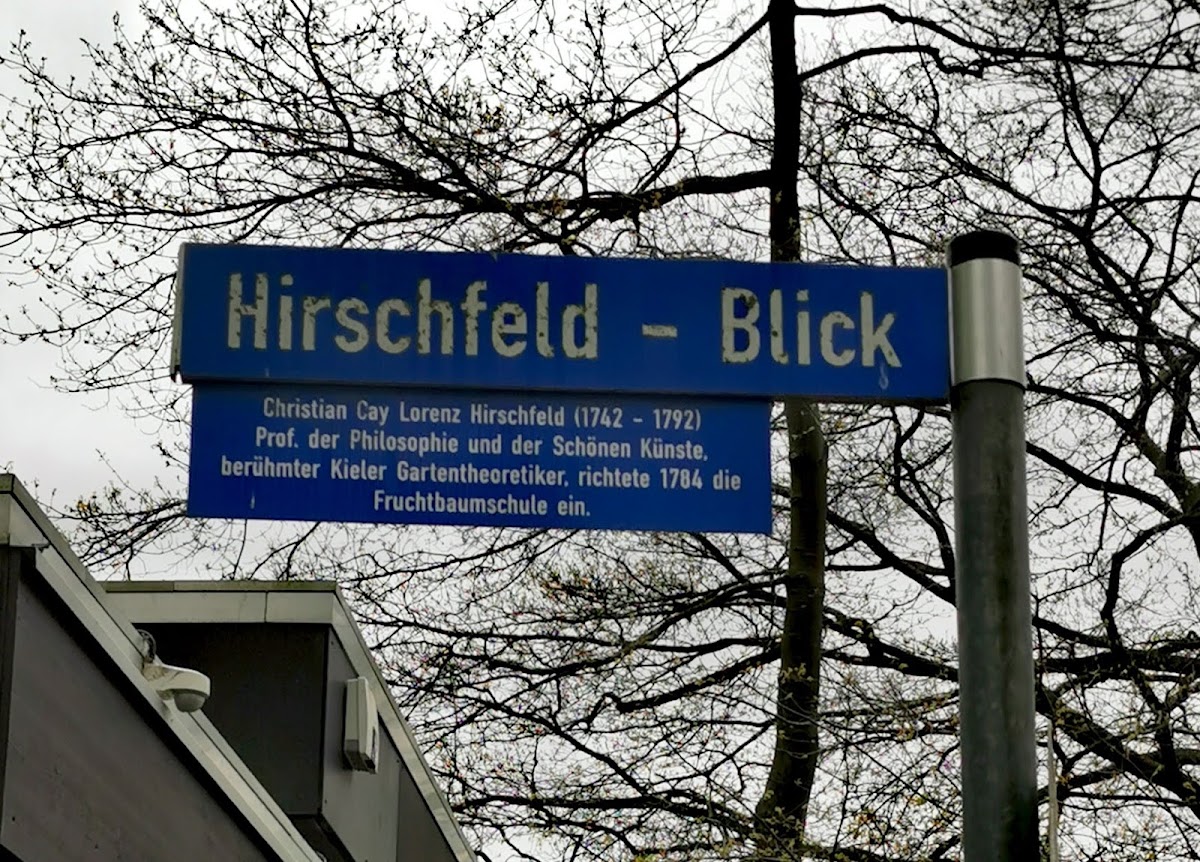 Hirschfeld - Blick
Christian Cay Lorenz Hirschfeld (1742 - 1792)
Prof. der Philosophie und der Schönen Künste,
berühmter Kieler Gartentheoretiker, richtete 1784 die
Fruchtbaumschule ein.